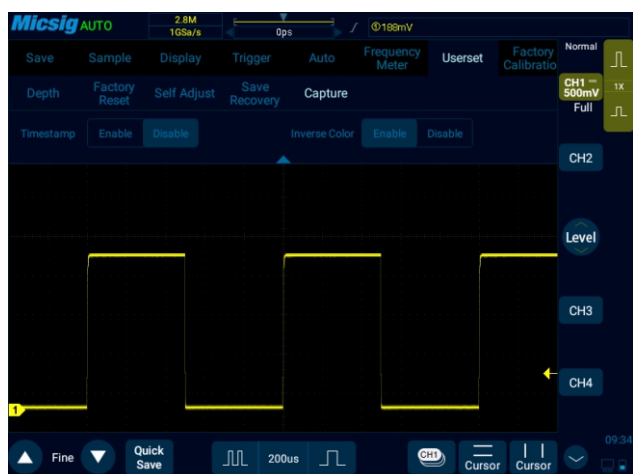 Micsig AUTO
2.8M
1GSa/s
0ps
①188mV
Save
Sample
Display
Trigger
Auto
Frequency
Meter
Userset
Factory
Calibratio
Normal
Depth
Factory
Reset
Self Adjust
Save
Recovery
Capture
CH1
500mV
Full
1X
Timestamp
Enable
Disable
Inverse Color
Enable
Disable
CH2
Level
CH3
CH4
1
Fine
Quick
Save
200us
CH1
Cursor
Cursor
09:34